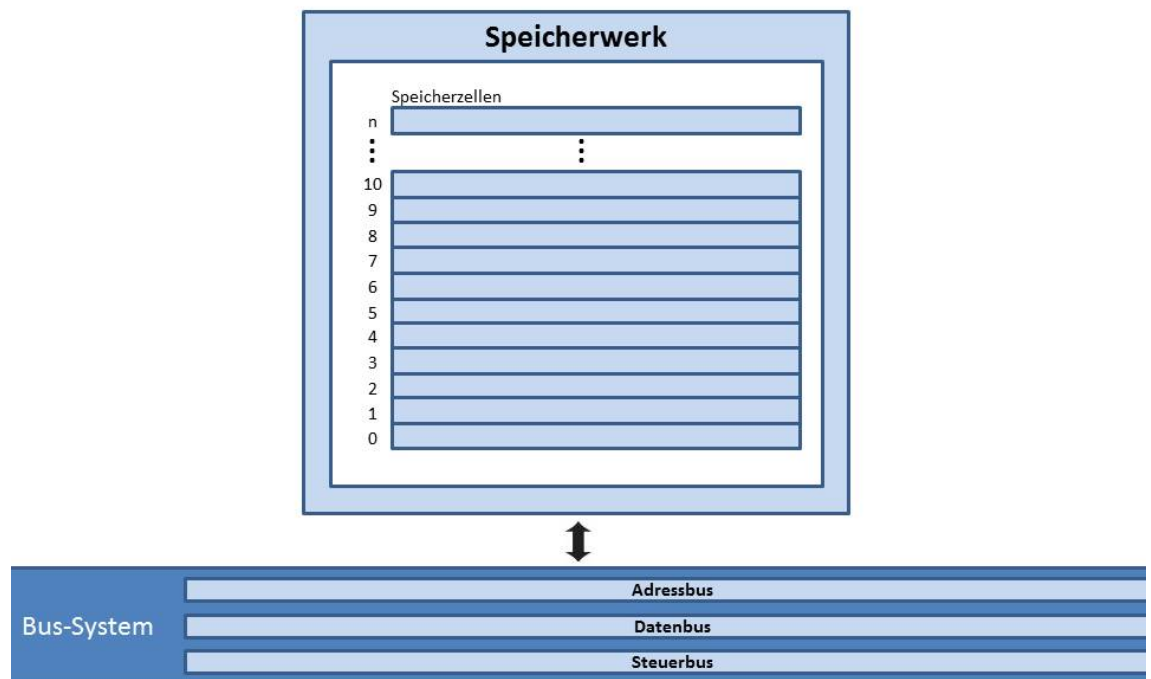 Speicherwerk
Speicherzellen
n
10
9
8
7
6
5
4
3
2
1
0
Adressbus
Bus-System
Datenbus
Steuerbus